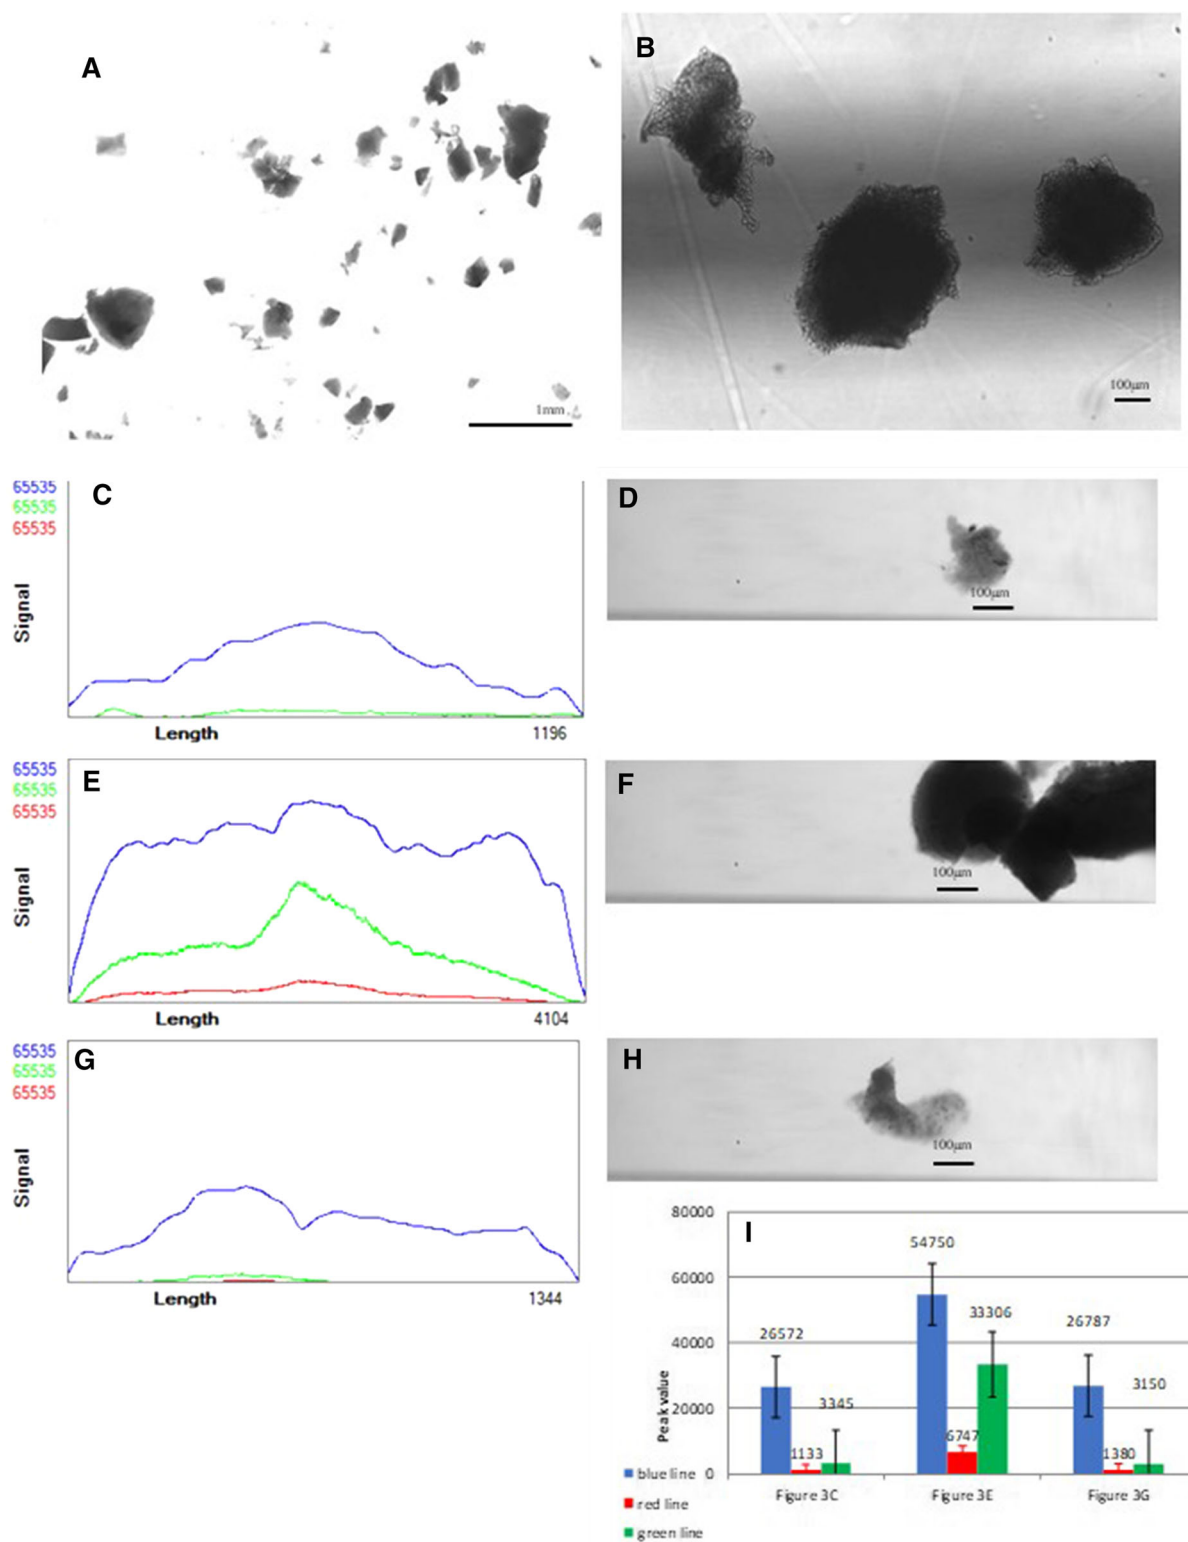 A
1mm
B
100μm
65535
65535
65535
C
Signal
Length
1196
D
100μm
65535
65535
65535
E
Signal
Length
4104
F
100μm
65535
65535
65535
G
Signal
Length
1344
H
100μm
I
80000
60000
40000
20000
0
Peak value
26572
1133
3345
54750
6747
33306
26787
1380
3150
Figure 3C
Figure 3E
Figure 3G
blue line
red line
green line